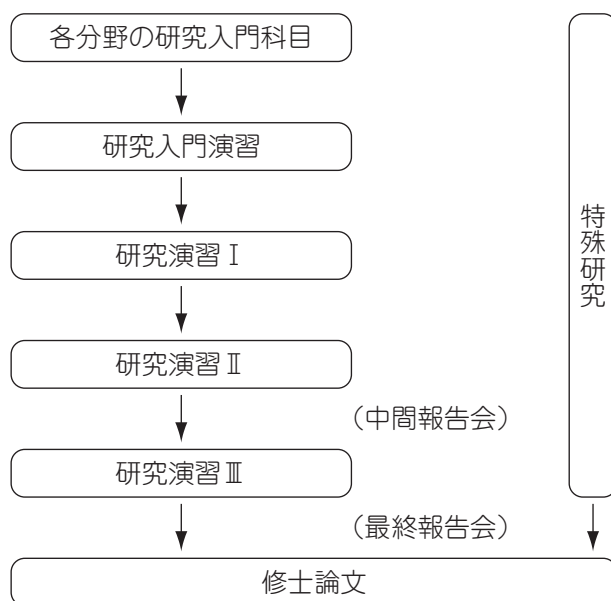 各分野の研究入門科目
研究入門演習
研究演習Ⅰ
研究演習Ⅱ
（中間報告会）
研究演習Ⅲ
（最終報告会）
特殊研究
修士論文